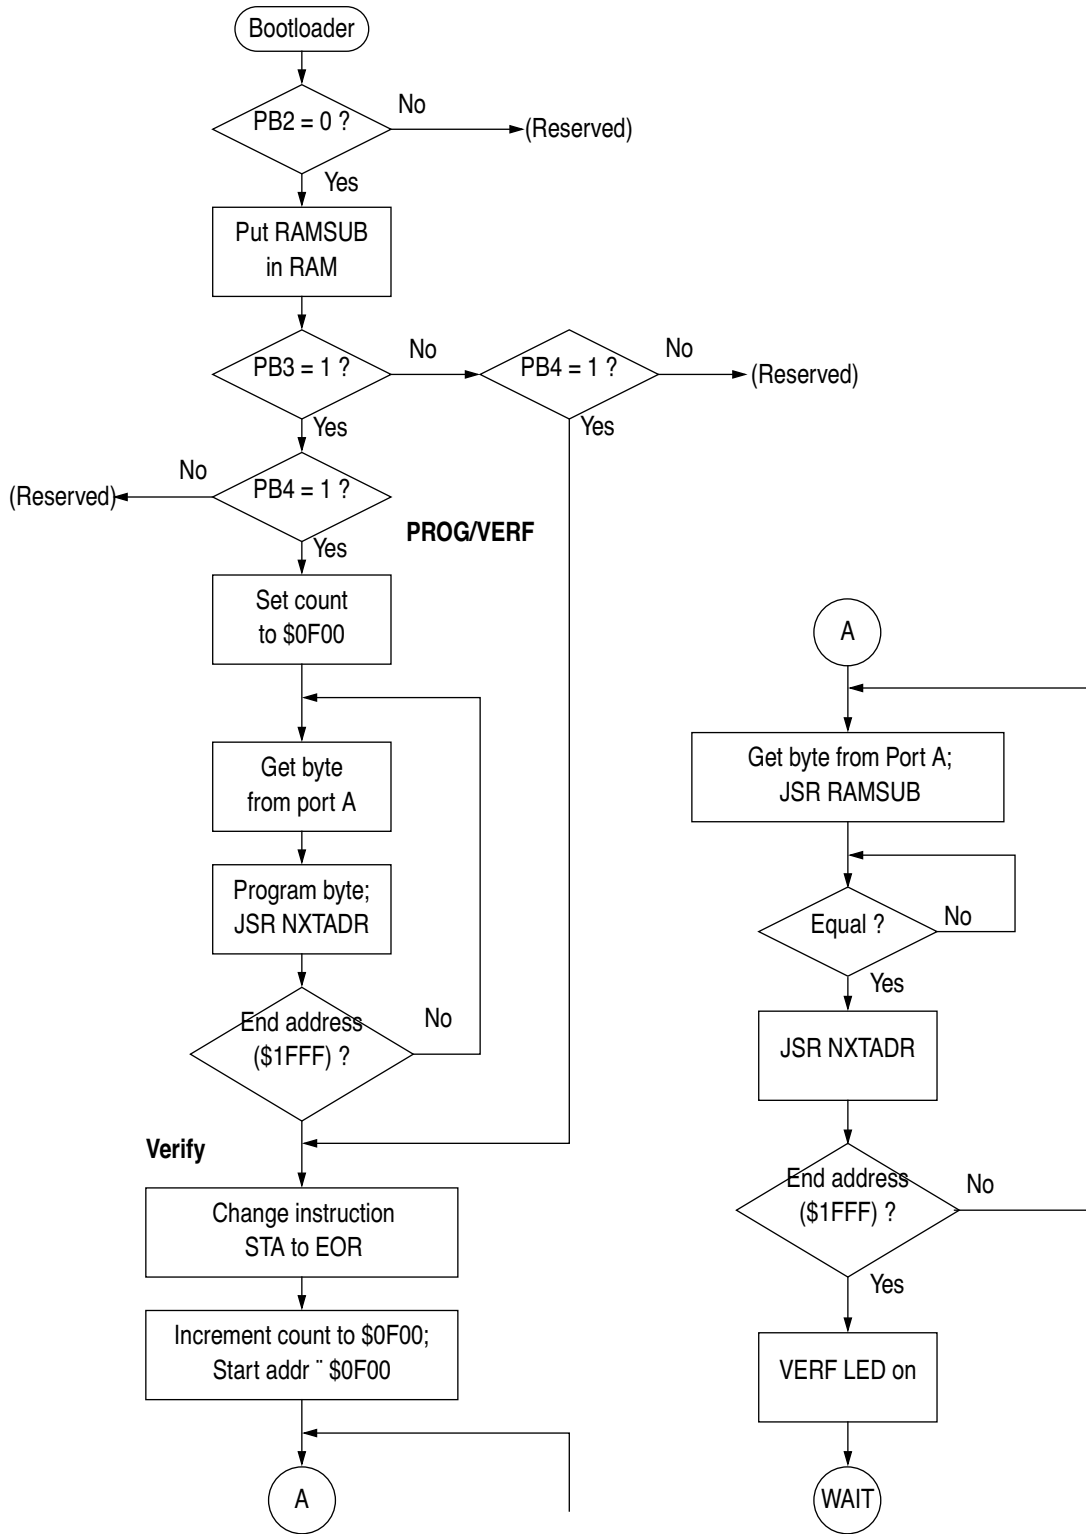 Bootloader
PB2 = 0 ?
No
(Reserved)
Yes
Put RAMSUB
in RAM
PB3 = 1 ?
No
PB4 = 1 ?
No
(Reserved)
Yes
Yes
No
(Reserved)
PB4 = 1 ?
PROG/VERF
Yes
Set count
to $0F00
Get byte
from port A
Program byte;
JSR NXTADR
End address
($1FFF) ?
No
Verify
Change instruction
STA to EOR
Increment count to $0F00;
Start addr ¨ $0F00
A
A
Get byte from Port A;
JSR RAMSUB
Equal ?
No
Yes
JSR NXTADR
End address
($1FFF) ?
No
Yes
VERF LED on
WAIT